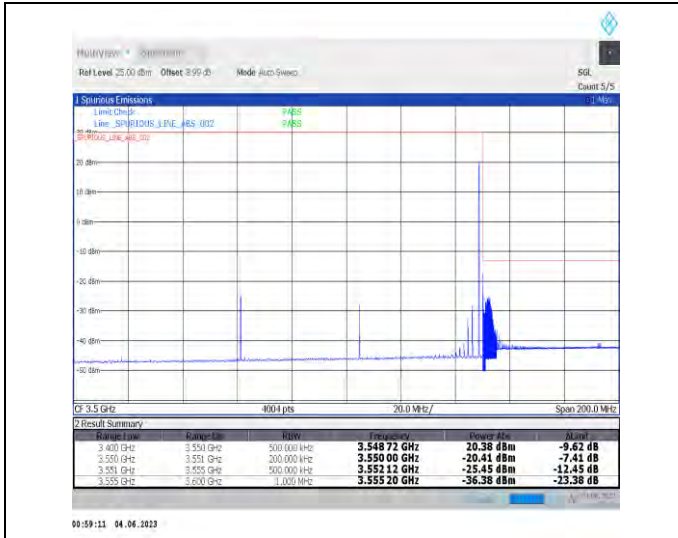 MultiView Spectrum
Ref Level 25.00 dBm Offset 8.99 dB Mode Auto Sweep SGL
Count 5/5
1 Spurious Emissions
Limit Check PASS
Line _SPURIOUS_LINE_ABS_002 PASS
30 dBm
_SPURIOUS_LINE_ABS_002
20 dBm
10 dBm
0 dBm
-10 dBm
-20 dBm
-30 dBm
-40 dBm
-50 dBm
CF 3.5 GHz 4004 pts 20.0 MHz/ Span 200.0 MHz
2 Result Summary
Range Low Range Up RBW Frequency Power Abs ΔLimit
3.400 GHz 3.550 GHz 500.000 kHz 3.548 72 GHz 20.38 dBm -9.62 dB
3.550 GHz 3.551 GHz 200.000 kHz 3.550 00 GHz -20.41 dBm -7.41 dB
3.551 GHz 3.555 GHz 500.000 kHz 3.552 12 GHz -25.45 dBm -12.45 dB
3.555 GHz 3.600 GHz 1.000 MHz 3.555 20 GHz -36.38 dBm -23.38 dB
00:59:11 04.06.2023